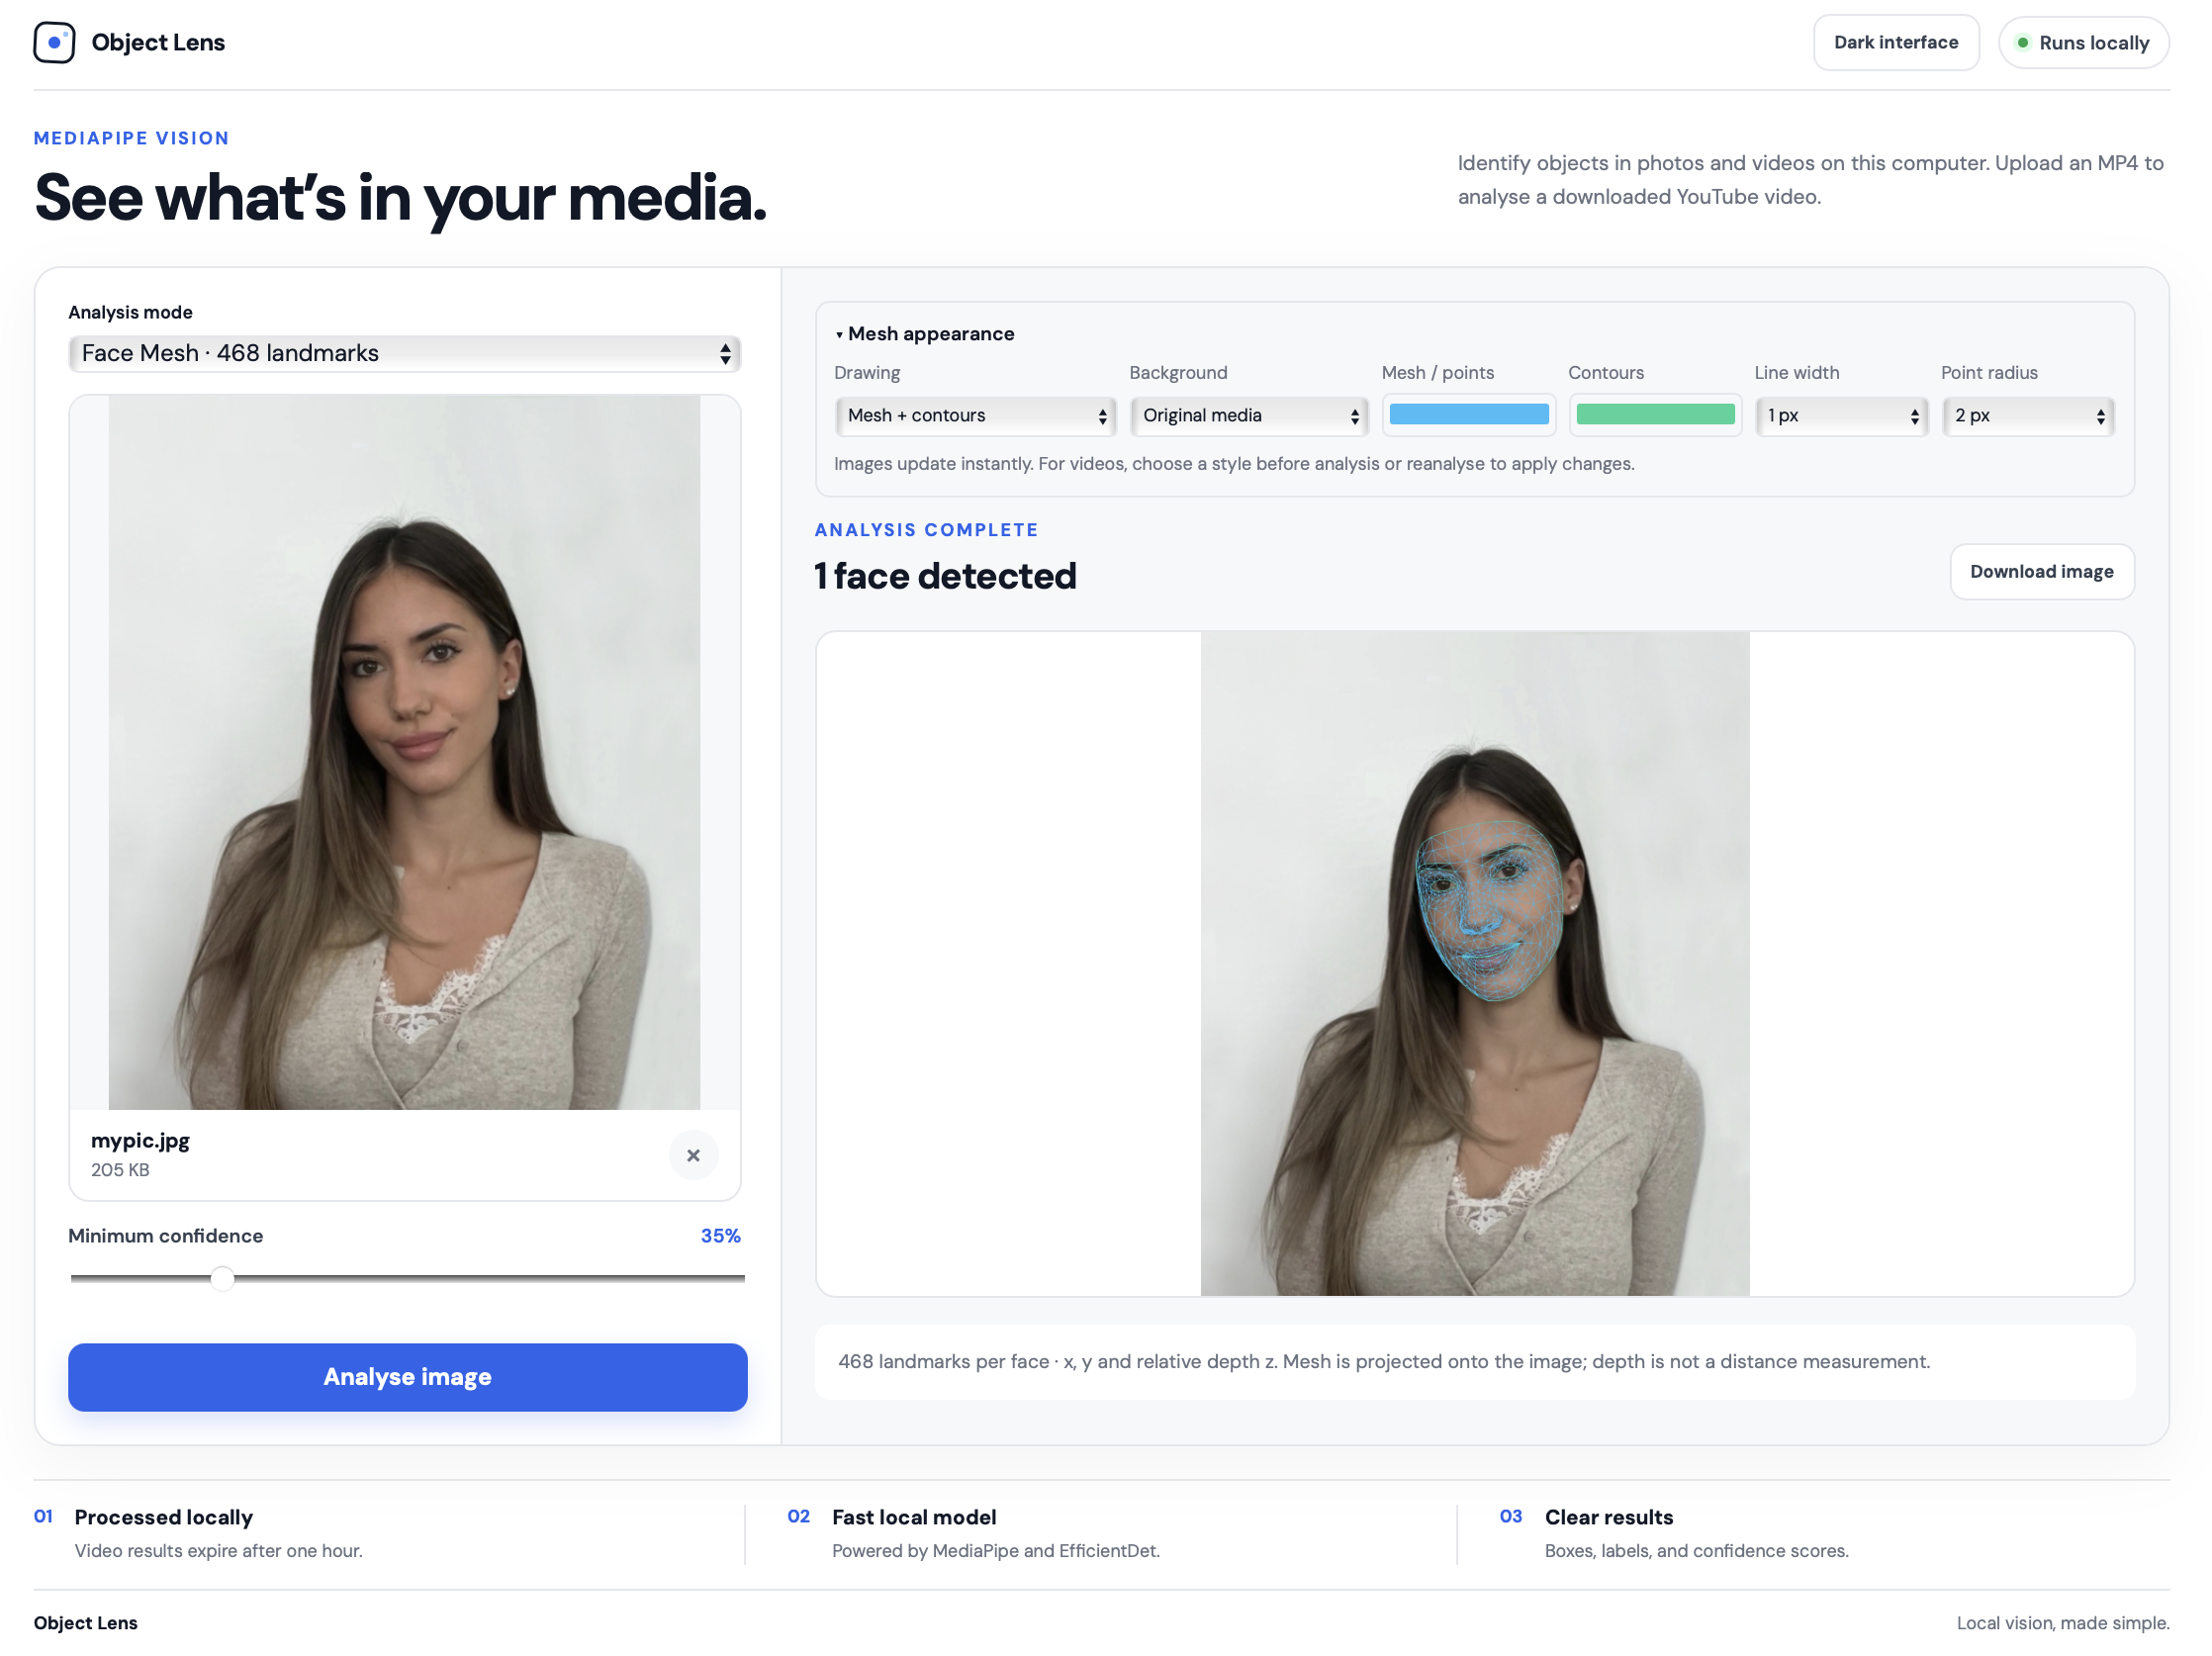 Object Lens
Dark interface
Runs locally
MEDIAPIPE VISION
See what’s in your media.
Identify objects in photos and videos on this computer. Upload an MP4 to
analyse a downloaded YouTube video.
Analysis mode
Face Mesh · 468 landmarks
mypic.jpg
205 KB
Minimum confidence
35%
Analyse image
Mesh appearance
Drawing
Background
Mesh / points
Contours
Line width
Point radius
Mesh + contours
Original media
1 px
2 px
Images update instantly. For videos, choose a style before analysis or reanalyse to apply changes.
ANALYSIS COMPLETE
1 face detected
Download image
468 landmarks per face · x, y and relative depth z. Mesh is projected onto the image; depth is not a distance measurement.
01 Processed locally
Video results expire after one hour.
02 Fast local model
Powered by MediaPipe and EfficientDet.
03 Clear results
Boxes, labels, and confidence scores.
Object Lens
Local vision, made simple.